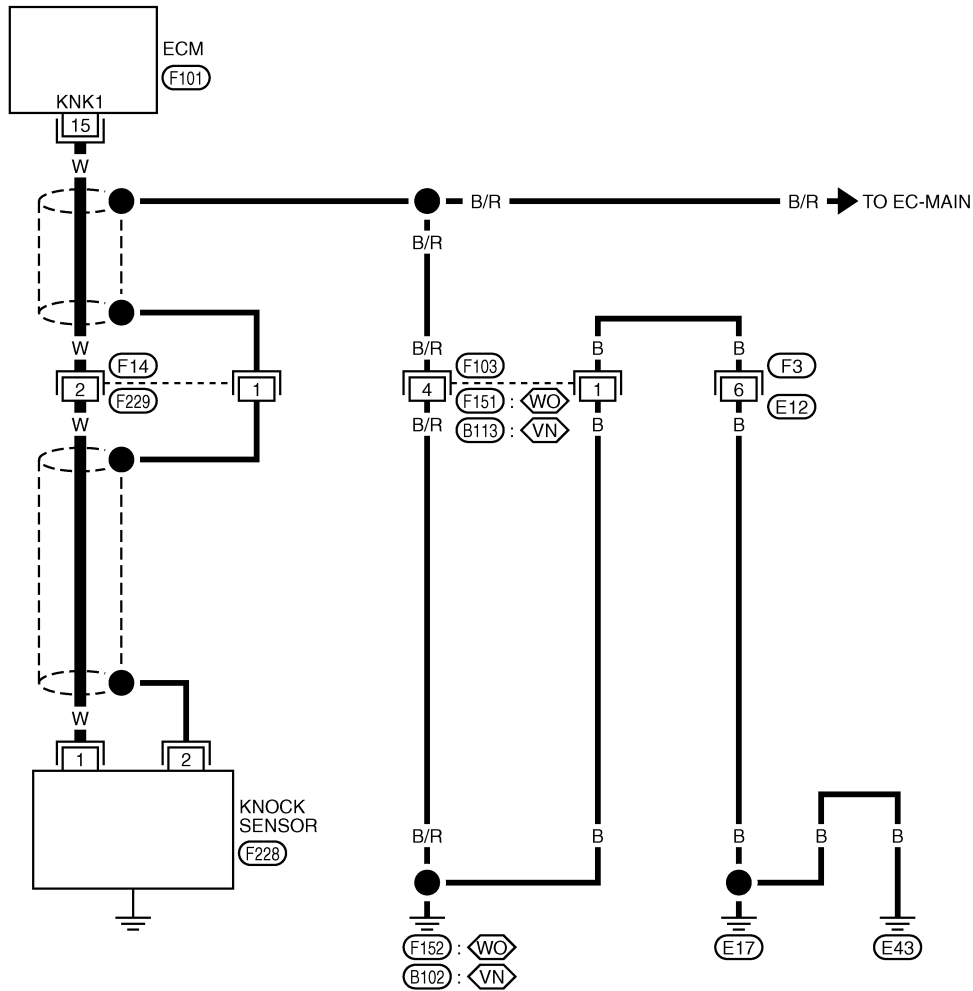 ECM
F101
KNK1
15
W
B/R B/R TO EC-MAIN
B/R
W B/R B B
F14 F103 F3
2 1 4 1 6
F229 F151 : WO E12
W B/R B113 : VN B B
W
1 2
KNOCK
SENSOR
F228
B/R B B B B
F152 : WO E17 E43
B102 : VN